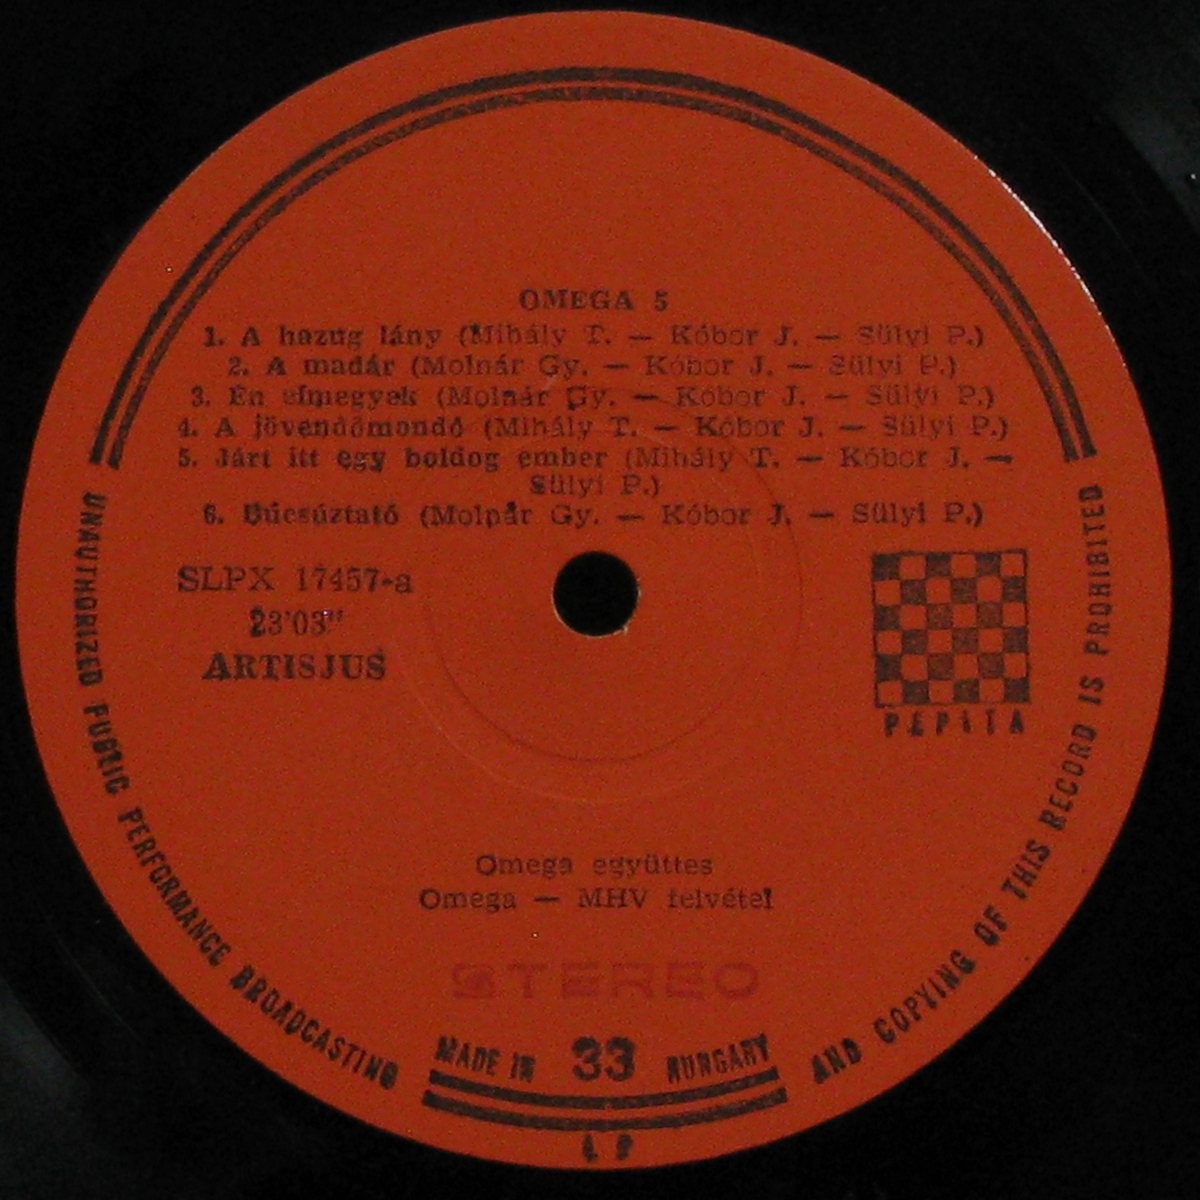 OMEGA 5
1. A hazug lány (Mihály T. — Kóbor J. — Sülyi P.)
2. A madár (Molnár Gy. — Kóbor J. — Sülyi P.)
3. Én elmegyek (Molnár Gy. — Kóbor J. — Sülyi P.)
4. A jövendőmondó (Mihály T. — Kóbor J. — Sülyi P.)
5. Járt itt egy boldog ember (Mihály T. — Kóbor J. —
Sülyi P.)
6. Búcsúztató (Molnár Gy. — Kóbor J. — Sülyi P.)
SLPX 17457-a
23'03"
ARTISJUS
PEPITA
Omega együttes
Omega — MHV felvétel
STEREO
MADE IN 33 HUNGARY
UNAUTHORIZED PUBLIC PERFORMANCE BROADCASTING AND COPYING OF THIS RECORD IS PROHIBITED
LP